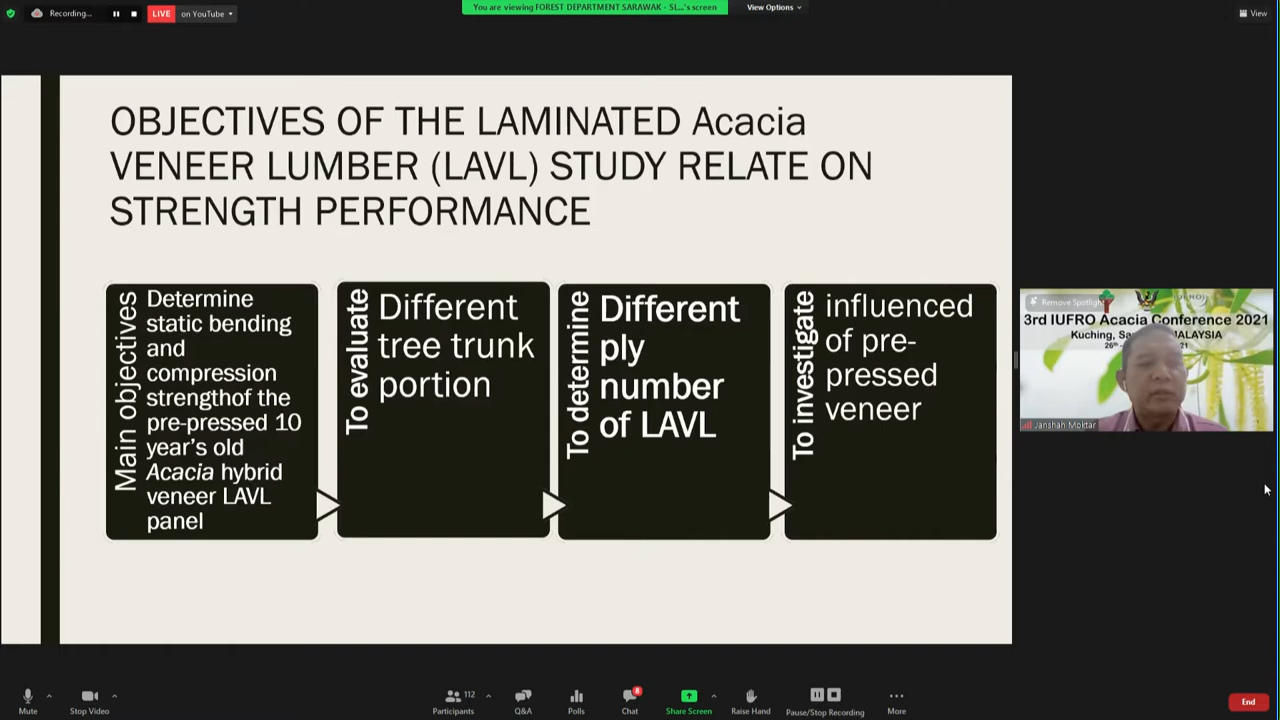 Recording...
LIVE on YouTube
You are viewing FOREST DEPARTMENT SARAWAK - SL...'s screen
View Options
View
OBJECTIVES OF THE LAMINATED Acacia
VENEER LUMBER (LAVL) STUDY RELATE ON
STRENGTH PERFORMANCE
Main objectives
Determine
static bending
and
compression
strengthof the
pre-pressed 10
year's old
Acacia hybrid
veneer LAVL
panel
To evaluate
Different
tree trunk
portion
To determine
Different
ply
number
of LAVL
To investigate
influenced
of pre-
pressed
veneer
Remove Spotlight
3rd IUFRO Acacia Conference 2021
Kuching,
26th
Janshah Moktar
Mute
Stop Video
112
Participants
Q&A
Polls
8
Chat
Share Screen
Raise Hand
Pause/Stop Recording
More
End